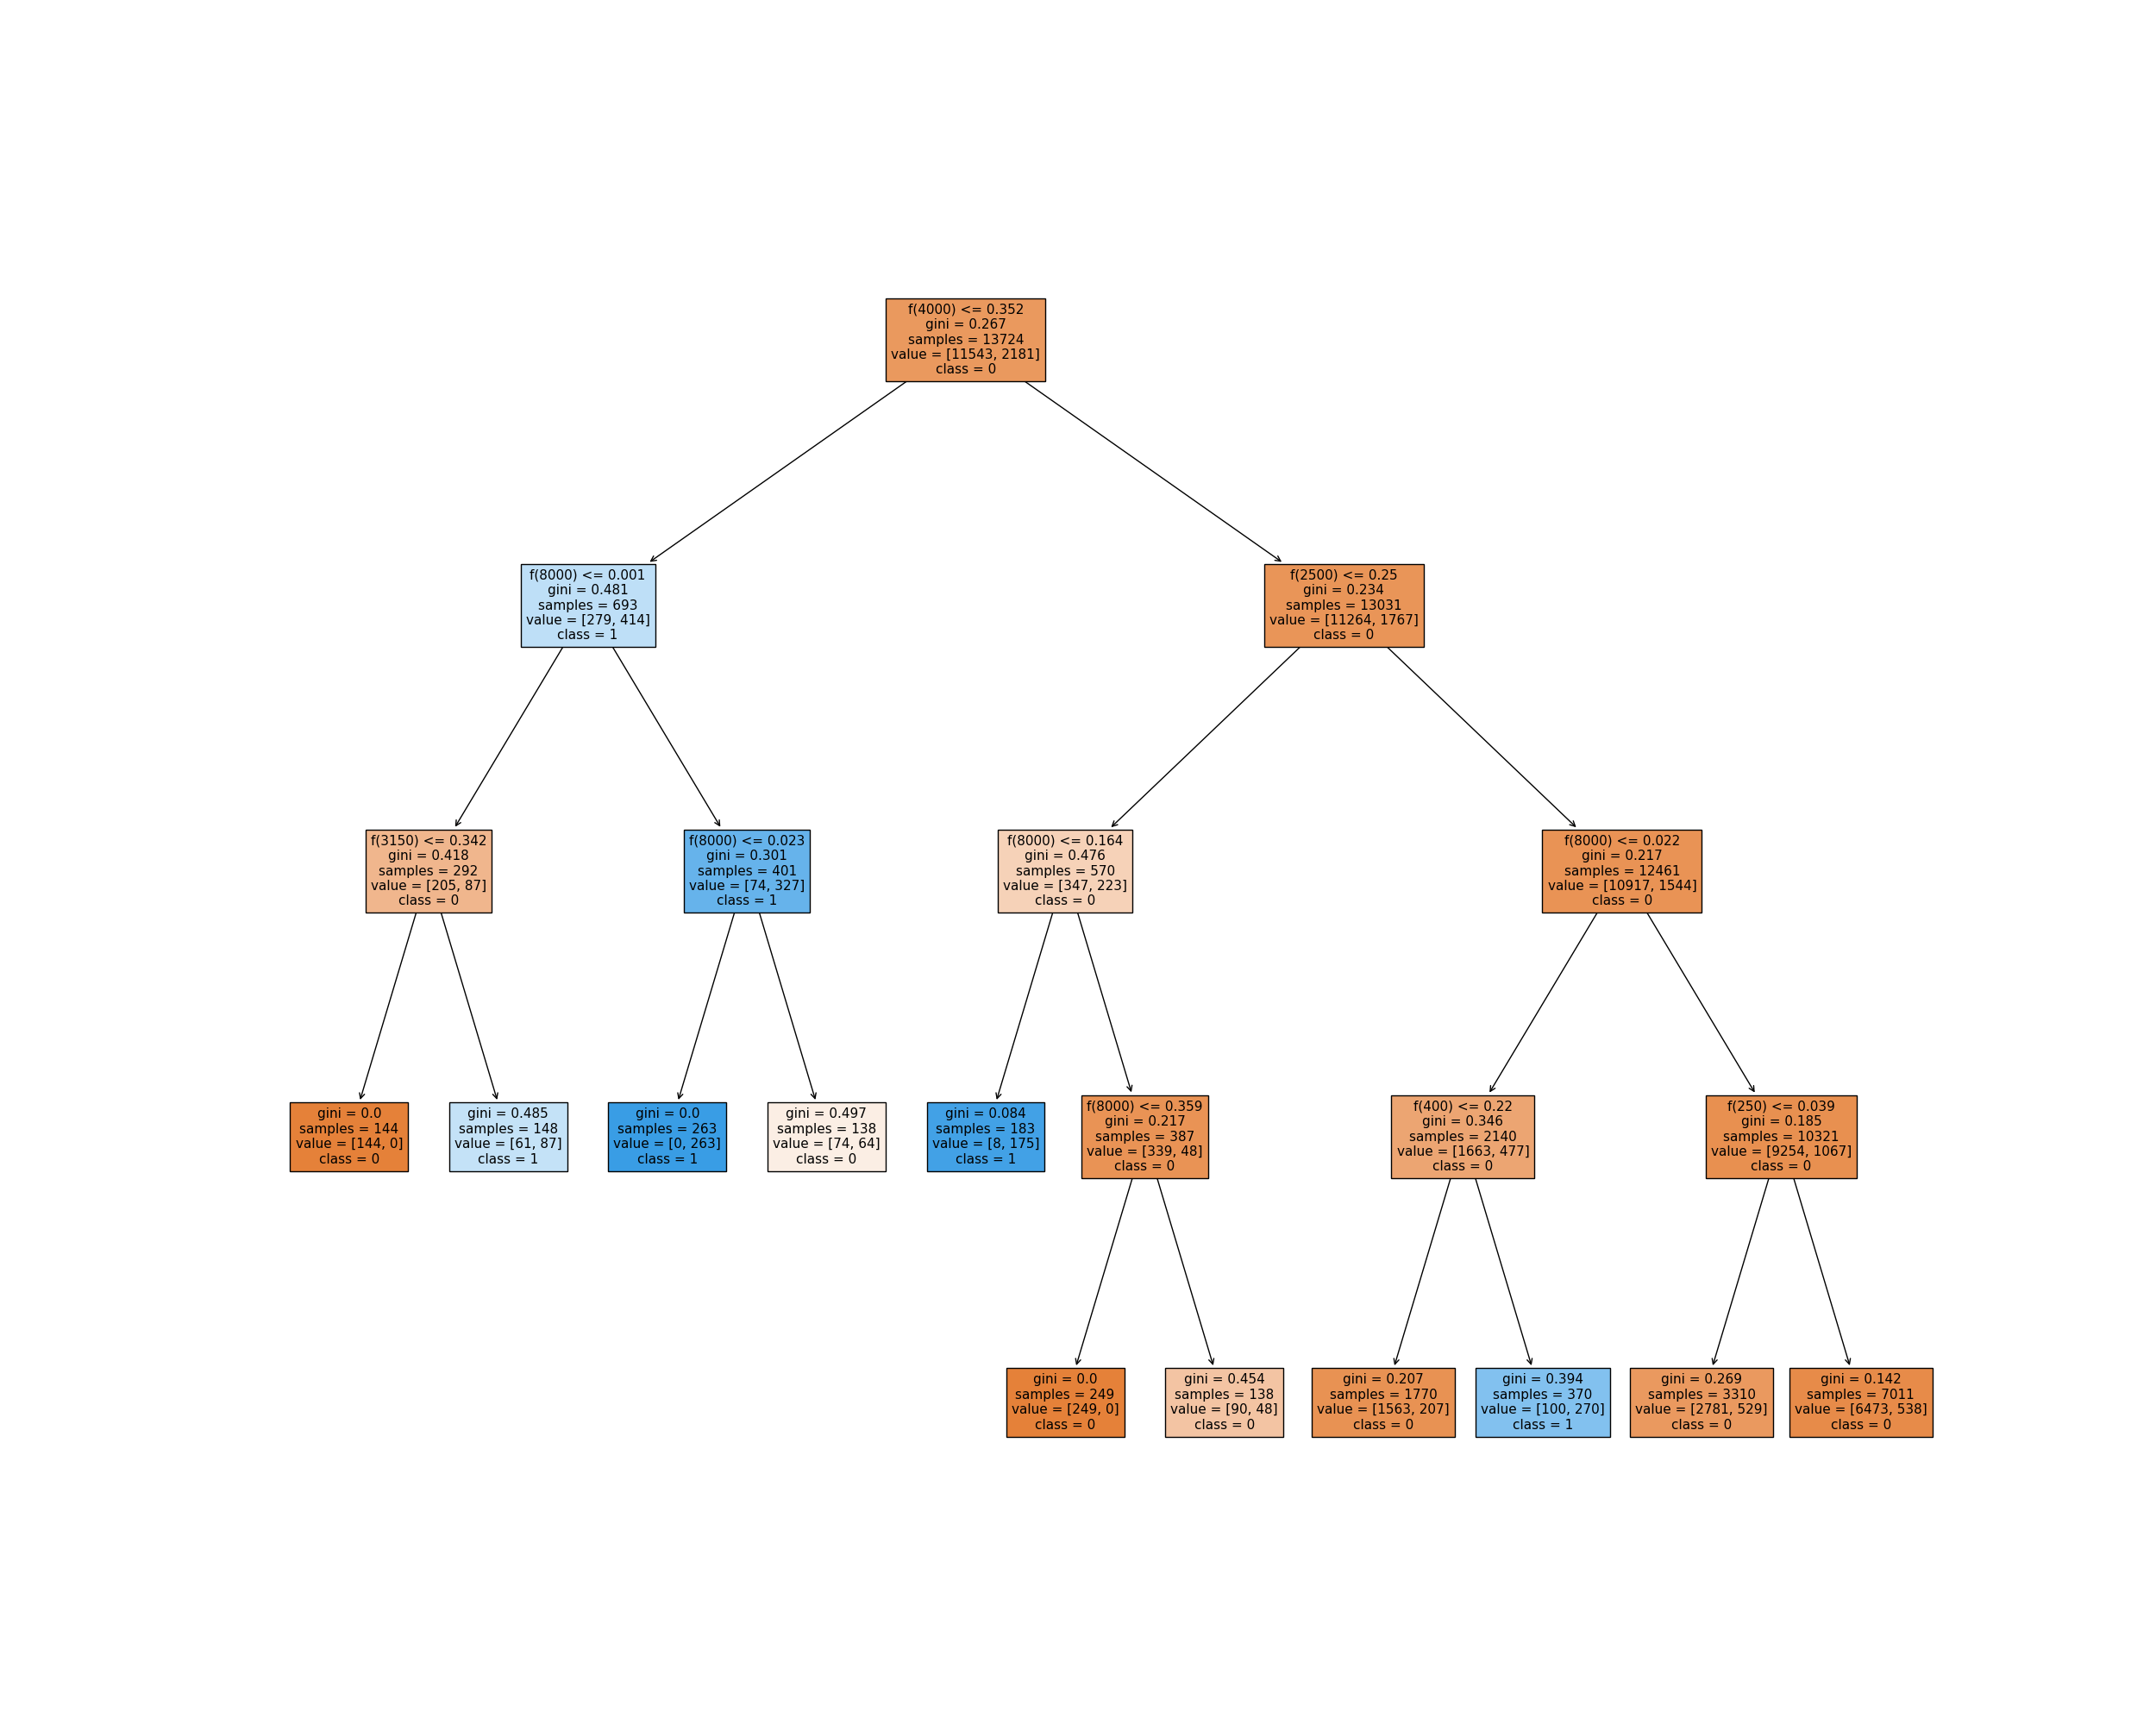 f(4000) <= 0.352
gini = 0.267
samples = 13724
value = [11543, 2181]
class = 0
f(8000) <= 0.001
gini = 0.481
samples = 693
value = [279, 414]
class = 1
f(2500) <= 0.25
gini = 0.234
samples = 13031
value = [11264, 1767]
class = 0
f(3150) <= 0.342
gini = 0.418
samples = 292
value = [205, 87]
class = 0
f(8000) <= 0.023
gini = 0.301
samples = 401
value = [74, 327]
class = 1
f(8000) <= 0.164
gini = 0.476
samples = 570
value = [347, 223]
class = 0
f(8000) <= 0.022
gini = 0.217
samples = 12461
value = [10917, 1544]
class = 0
gini = 0.0
samples = 144
value = [144, 0]
class = 0
gini = 0.485
samples = 148
value = [61, 87]
class = 1
gini = 0.0
samples = 263
value = [0, 263]
class = 1
gini = 0.497
samples = 138
value = [74, 64]
class = 0
gini = 0.084
samples = 183
value = [8, 175]
class = 1
f(8000) <= 0.359
gini = 0.217
samples = 387
value = [339, 48]
class = 0
f(400) <= 0.22
gini = 0.346
samples = 2140
value = [1663, 477]
class = 0
f(250) <= 0.039
gini = 0.185
samples = 10321
value = [9254, 1067]
class = 0
gini = 0.0
samples = 249
value = [249, 0]
class = 0
gini = 0.454
samples = 138
value = [90, 48]
class = 0
gini = 0.207
samples = 1770
value = [1563, 207]
class = 0
gini = 0.394
samples = 370
value = [100, 270]
class = 1
gini = 0.269
samples = 3310
value = [2781, 529]
class = 0
gini = 0.142
samples = 7011
value = [6473, 538]
class = 0